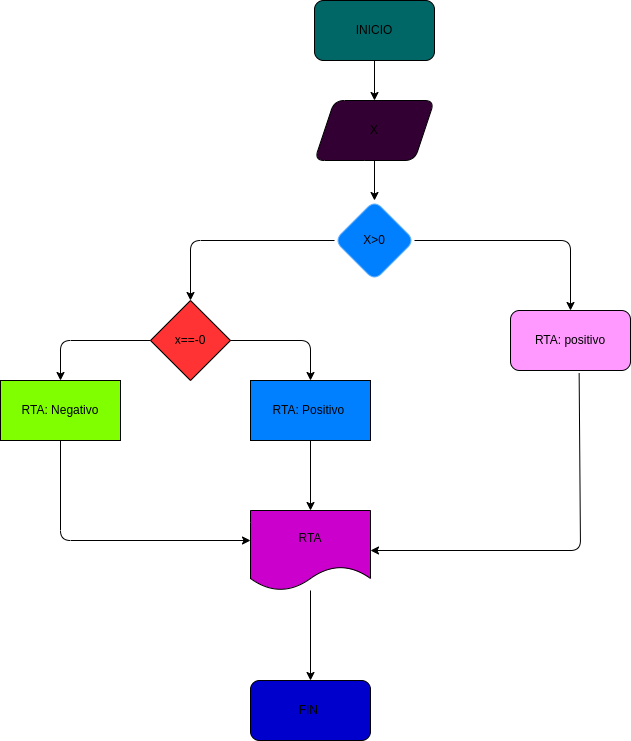 INICIO
X
X>0
x==-0
RTA: positivo
RTA: Negativo
RTA: Positivo
RTA
FIN